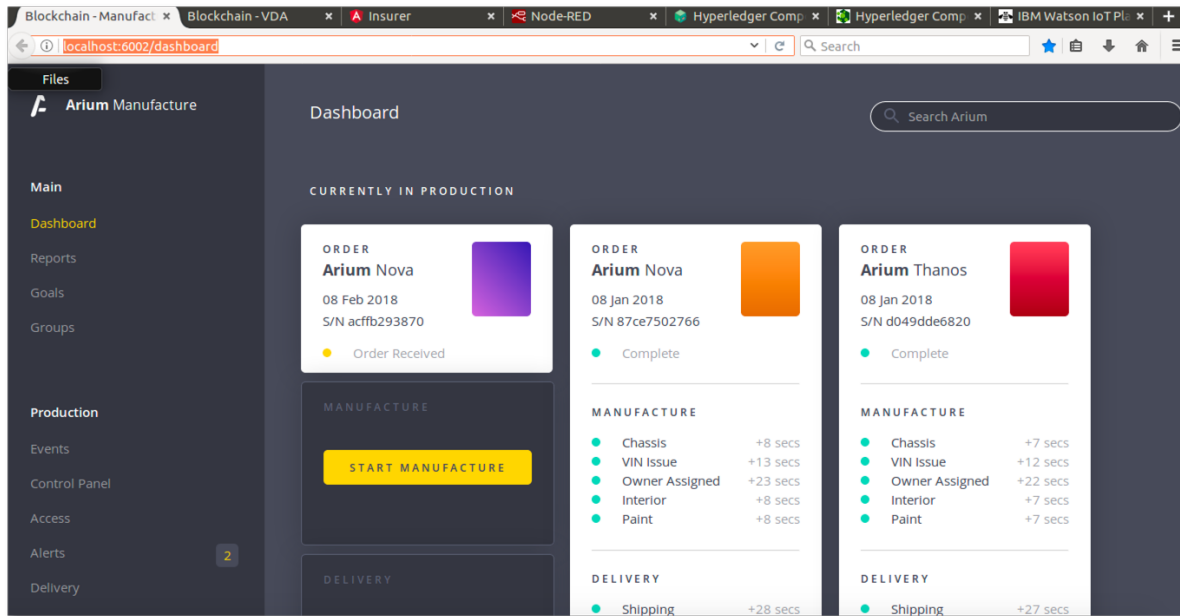 Blockchain - Manufact
Blockchain - VDA
Insurer
Node-RED
Hyperledger Comp
Hyperledger Comp
IBM Watson IoT Pla
localhost:6002/dashboard
Search
Files
Arium Manufacture
Main
Dashboard
Reports
Goals
Groups
Production
Events
Control Panel
Access
Alerts 2
Delivery
Dashboard
Search Arium
CURRENTLY IN PRODUCTION
ORDER
Arium Nova
08 Feb 2018
S/N acffb293870
Order Received
MANUFACTURE
START MANUFACTURE
DELIVERY
ORDER
Arium Nova
08 Jan 2018
S/N 87ce7502766
Complete
MANUFACTURE
Chassis +8 secs
VIN Issue +13 secs
Owner Assigned +23 secs
Interior +8 secs
Paint +8 secs
DELIVERY
Shipping +28 secs
ORDER
Arium Thanos
08 Jan 2018
S/N d049dde6820
Complete
MANUFACTURE
Chassis +7 secs
VIN Issue +12 secs
Owner Assigned +22 secs
Interior +7 secs
Paint +7 secs
DELIVERY
Shipping +27 secs